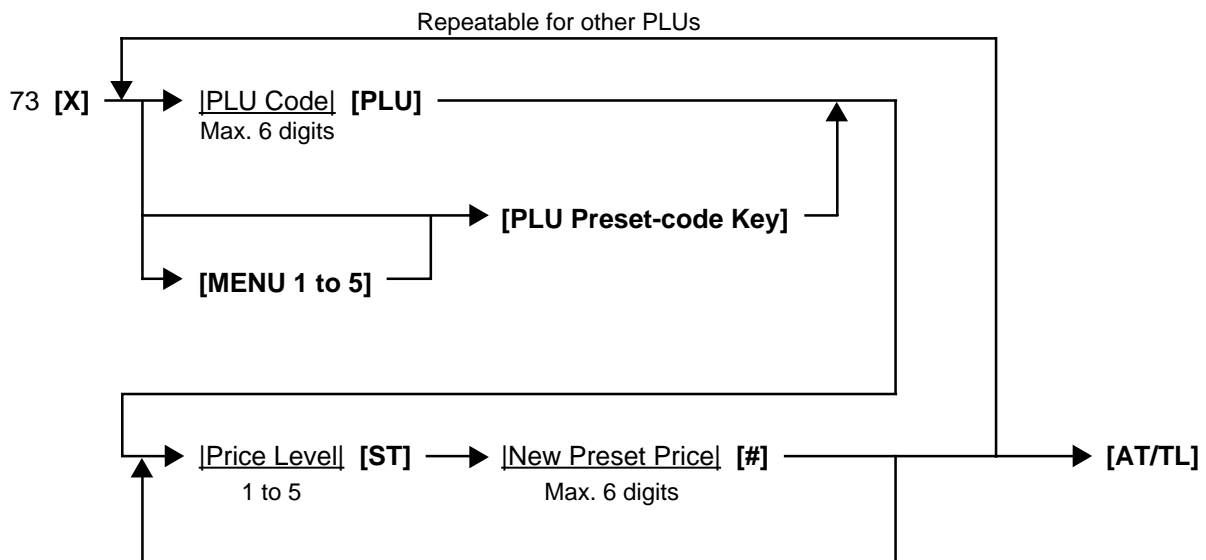 Repeatable for other PLUs
73 [X] |PLU Code| [PLU]
Max. 6 digits
[PLU Preset-code Key]
[MENU 1 to 5]
|Price Level| [ST] |New Preset Price| [#] [AT/TL]
1 to 5 Max. 6 digits